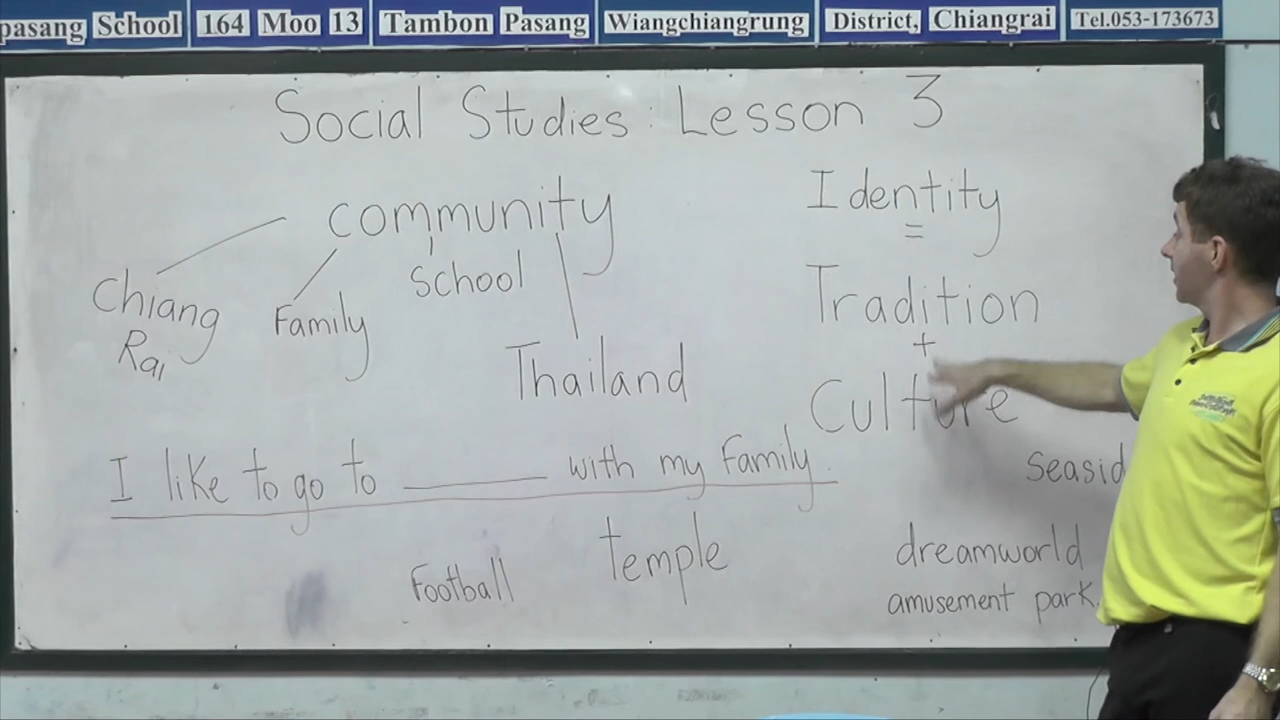 pasang School 164 Moo 13 Tambon Pasang Wiangchiangrung District, Chiangrai Tel.053-173673
Social Studies : Lesson 3
community
Chiang
Rai
Family
School
Thailand
Identity
=
Tradition
+
Culture
I like to go to ________ with my family.
Football
temple
seasid
dreamworld
amusement park